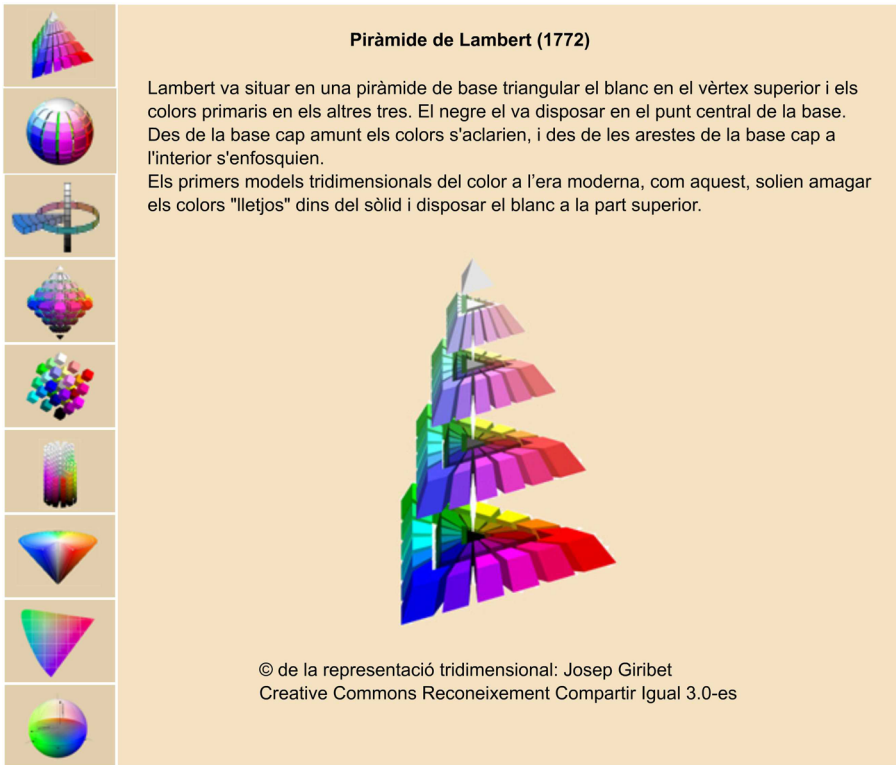 Piràmide de Lambert (1772)
Lambert va situar en una piràmide de base triangular el blanc en el vèrtex superior i els
colors primaris en els altres tres. El negre el va disposar en el punt central de la base.
Des de la base cap amunt els colors s'aclarien, i des de les arestes de la base cap a
l'interior s'enfosquien.
Els primers models tridimensionals del color a l’era moderna, com aquest, solien amagar
els colors "lletjos" dins del sòlid i disposar el blanc a la part superior.
© de la representació tridimensional: Josep Giribet
Creative Commons Reconeixement Compartir Igual 3.0-es